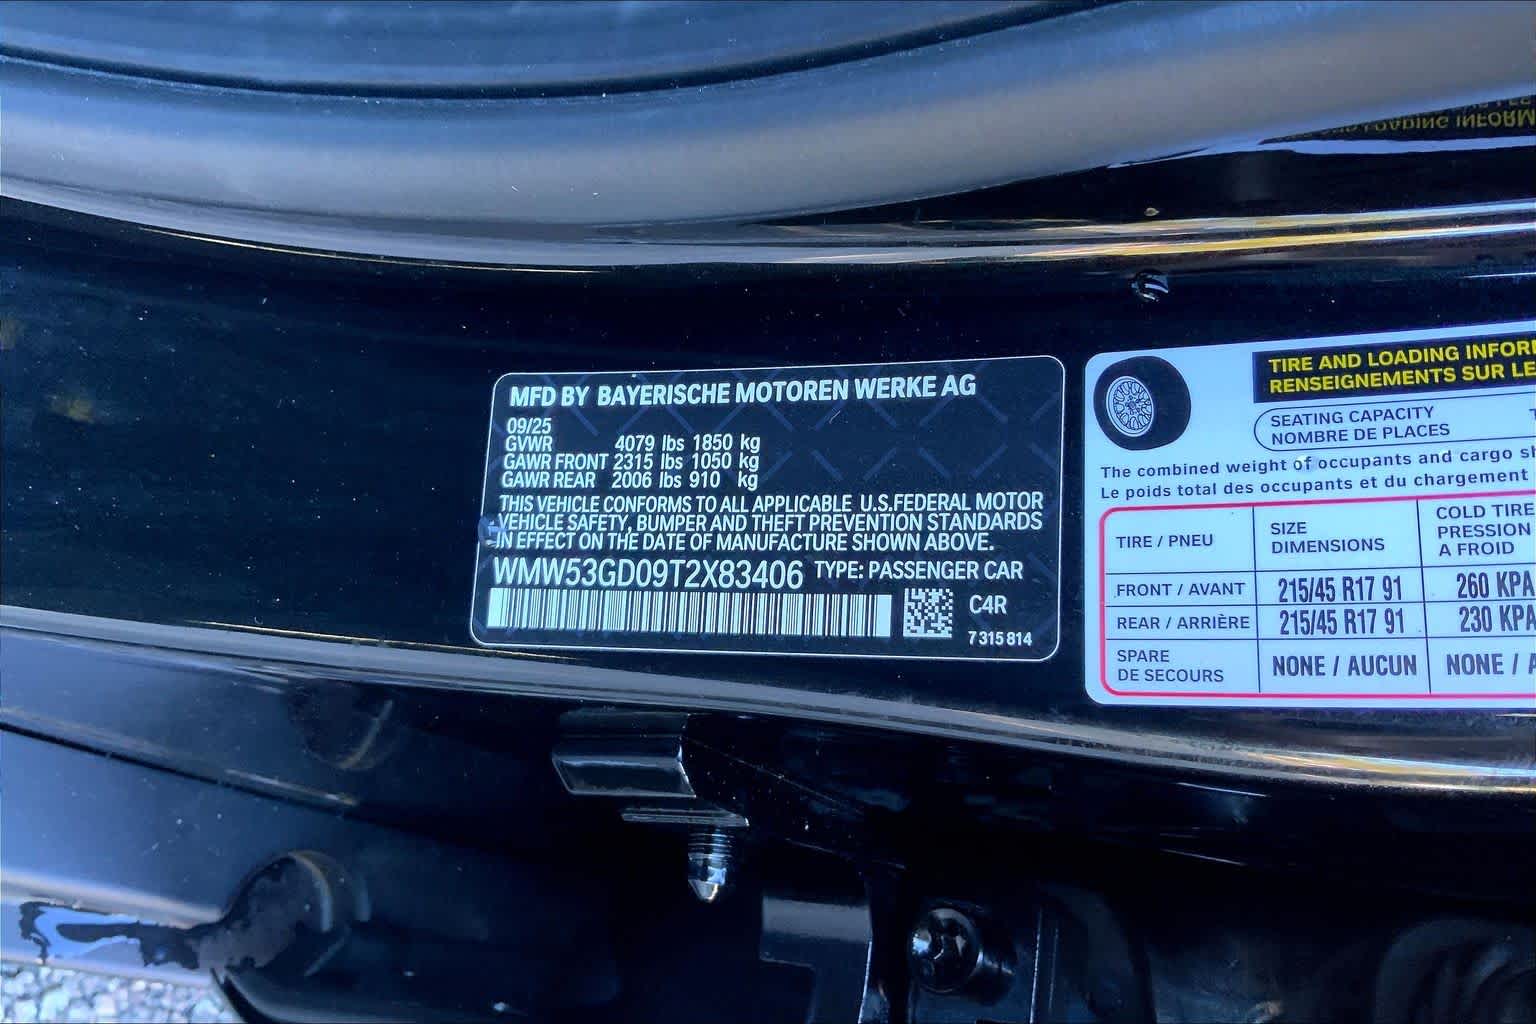 MFD BY BAYERISCHE MOTOREN WERKE AG
09/25
GVWR 4079 lbs 1850 kg
GAWR FRONT 2315 lbs 1050 kg
GAWR REAR 2006 lbs 910 kg
THIS VEHICLE CONFORMS TO ALL APPLICABLE U.S.FEDERAL MOTOR
VEHICLE SAFETY, BUMPER AND THEFT PREVENTION STANDARDS
IN EFFECT ON THE DATE OF MANUFACTURE SHOWN ABOVE.
WMW53GD09T2X83406 TYPE: PASSENGER CAR
C4R
7 315 814
TIRE AND LOADING INFOR
RENSEIGNEMENTS SUR LE
SEATING CAPACITY
NOMBRE DE PLACES
The combined weight of occupants and cargo sh
Le poids total des occupants et du chargement
TIRE / PNEU
SIZE
DIMENSIONS
COLD TIRE
PRESSION
A FROID
FRONT / AVANT 215/45 R17 91 260 KPA
REAR / ARRIÈRE 215/45 R17 91 230 KPA
SPARE
DE SECOURS
NONE / AUCUN NONE / A
LOADING INFORM